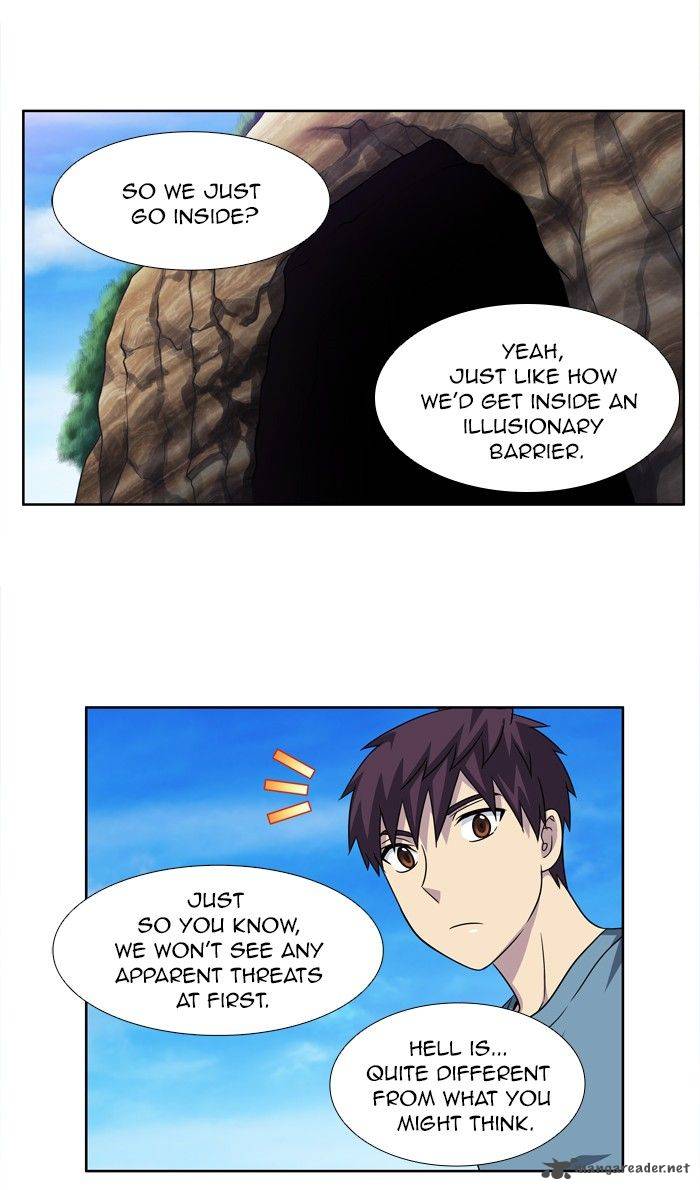 SO WE JUST
GO INSIDE?
YEAH,
JUST LIKE HOW
WE'D GET INSIDE AN
ILLUSIONARY
BARRIER.
JUST
SO YOU KNOW,
WE WON'T SEE ANY
APPARENT THREATS
AT FIRST.
HELL IS...
QUITE DIFFERENT
FROM WHAT YOU
MIGHT THINK.
mangareader.net